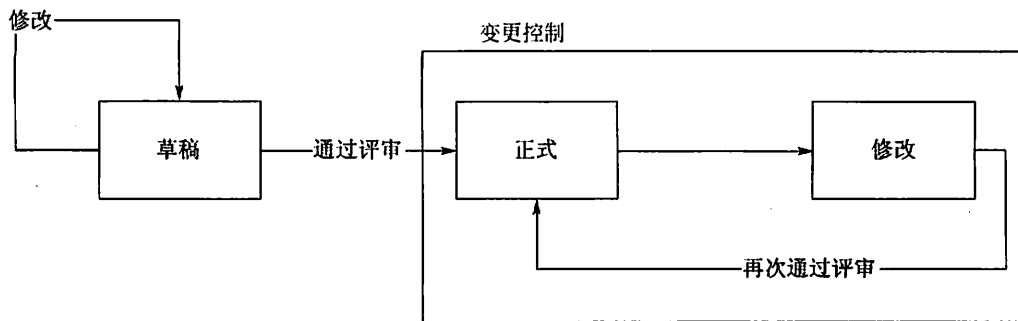 修改
变更控制
草稿
通过评审
正式
修改
再次通过评审